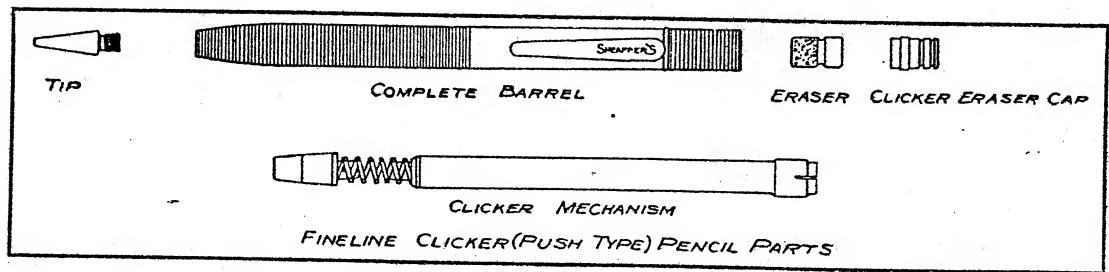 SHEAFFER'S
TIP
COMPLETE BARREL
ERASER
CLICKER ERASER CAP
CLICKER MECHANISM
FINELINE CLICKER (PUSH TYPE) PENCIL PARTS